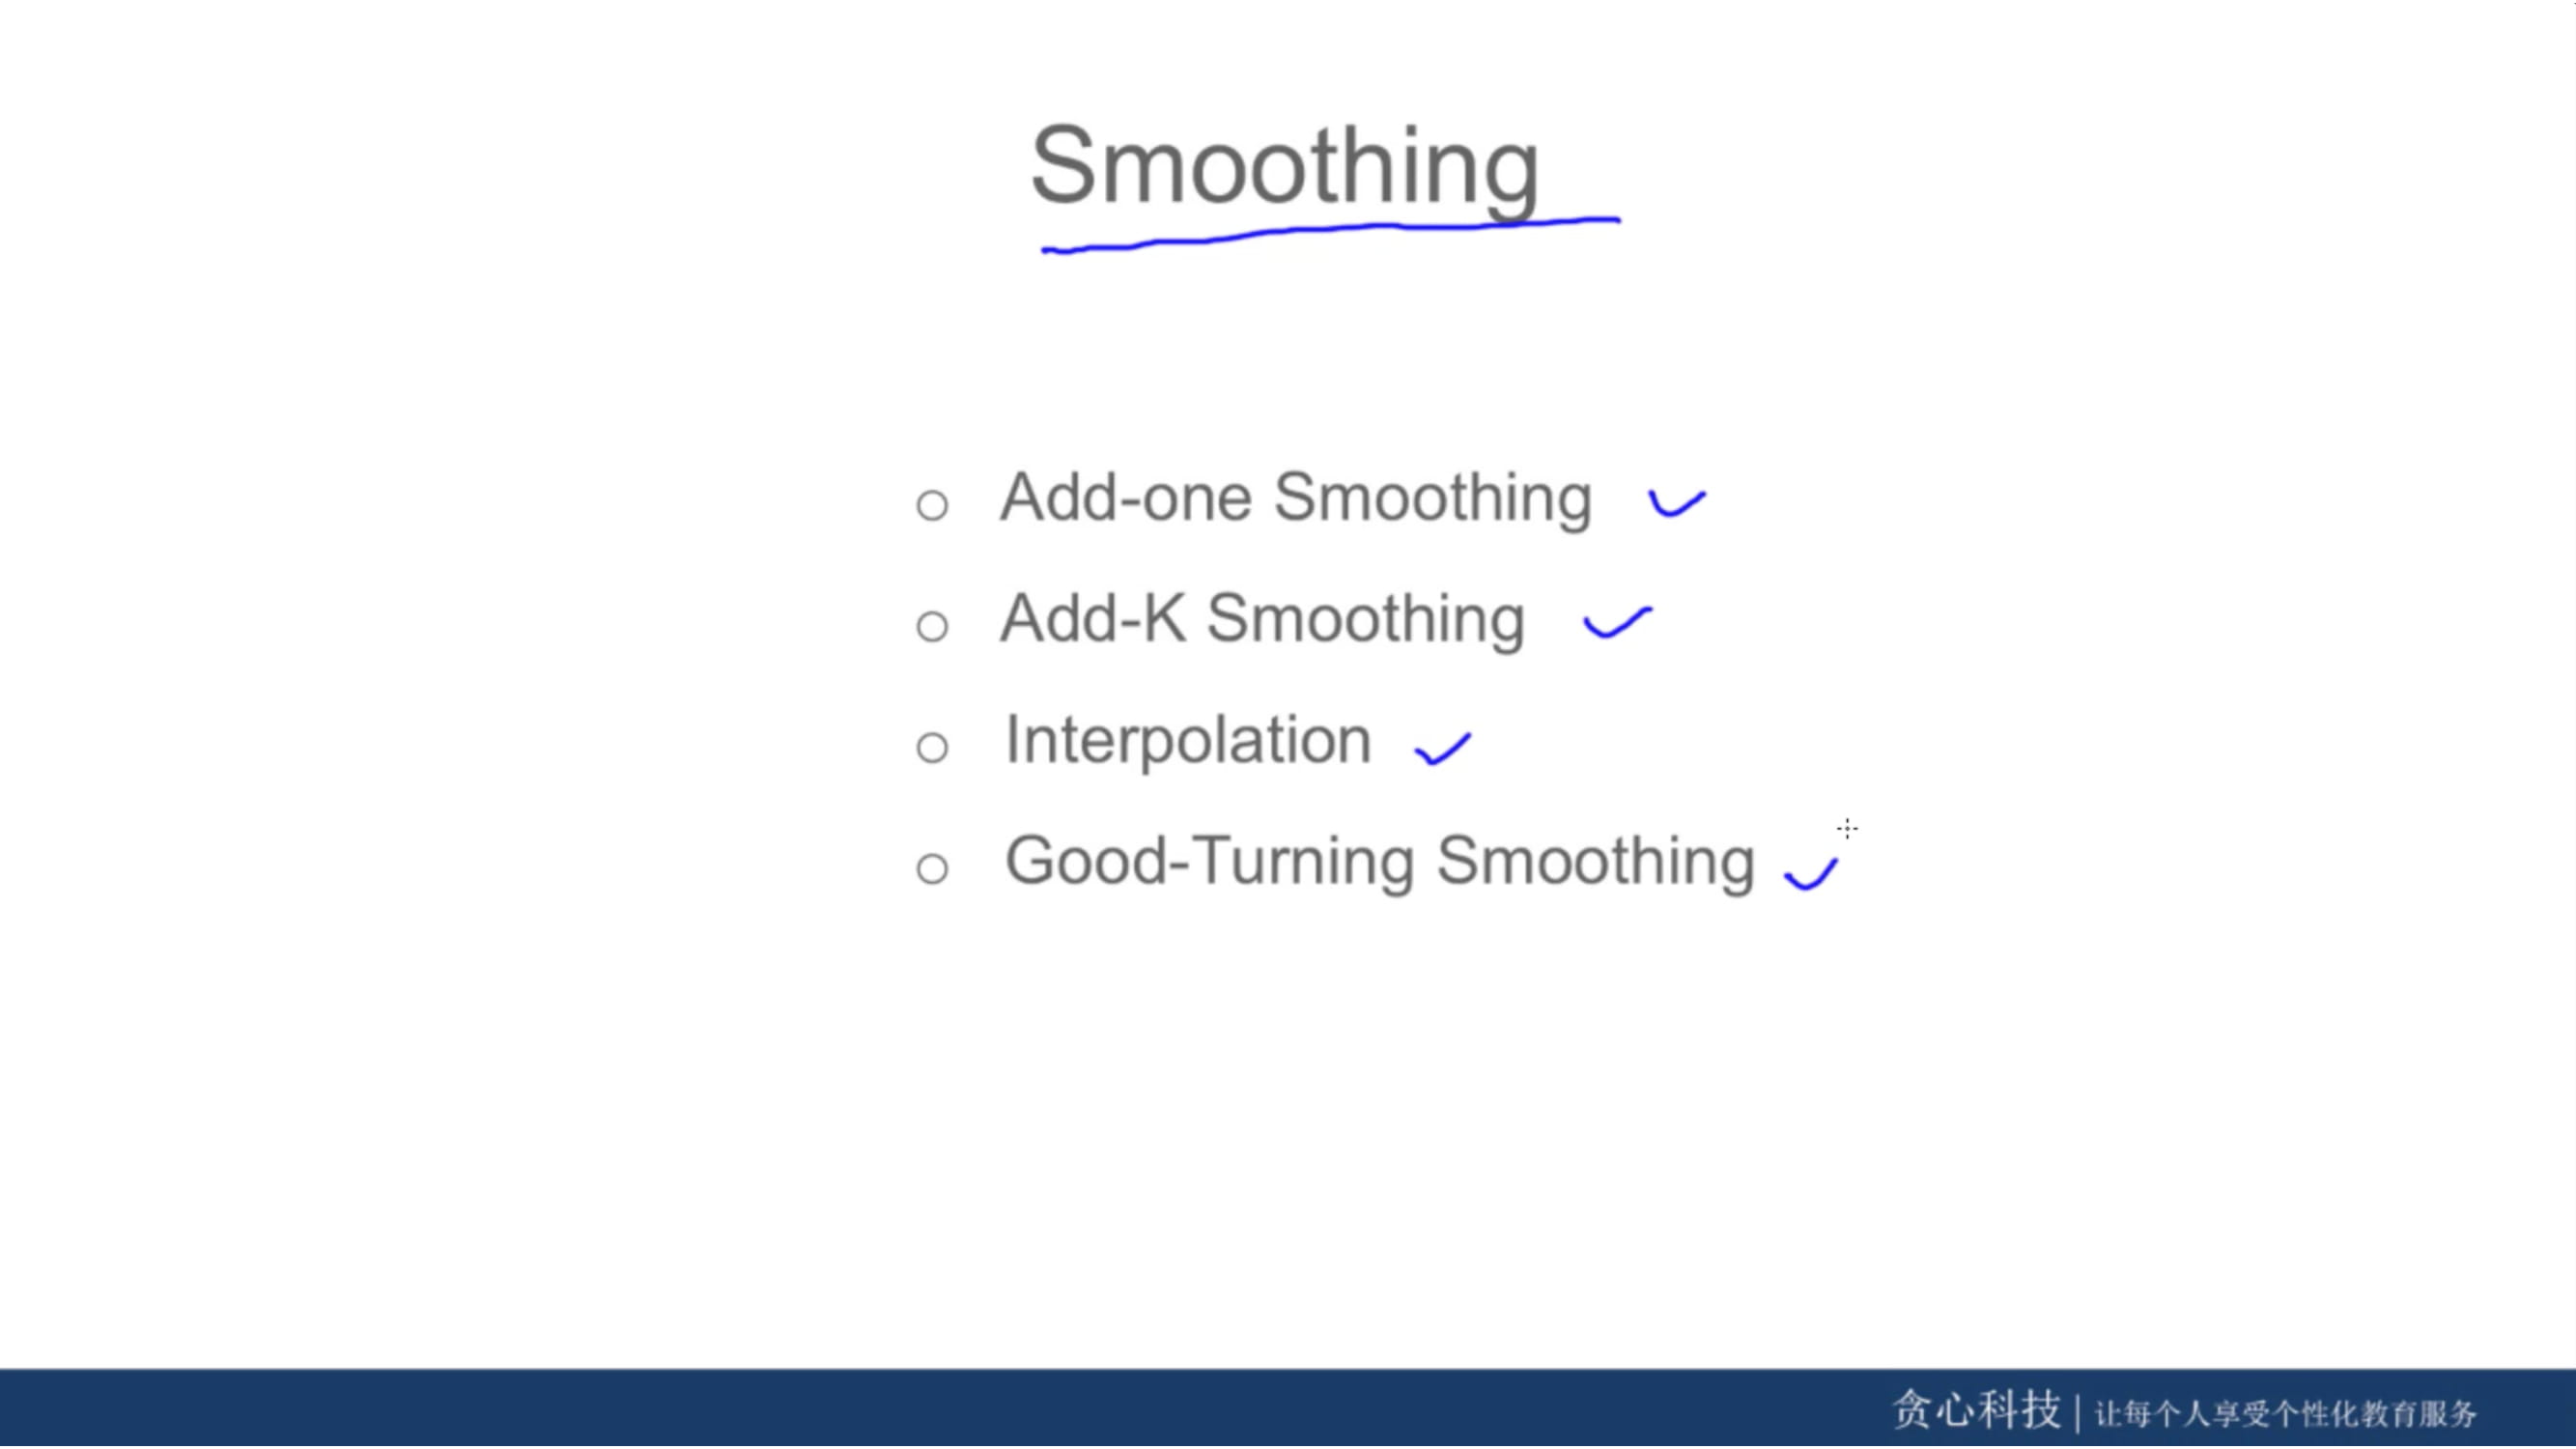 Smoothing
Add-one Smoothing
Add-K Smoothing
Interpolation
Good-Turning Smoothing
贪心科技 | 让每个人享受个性化教育服务